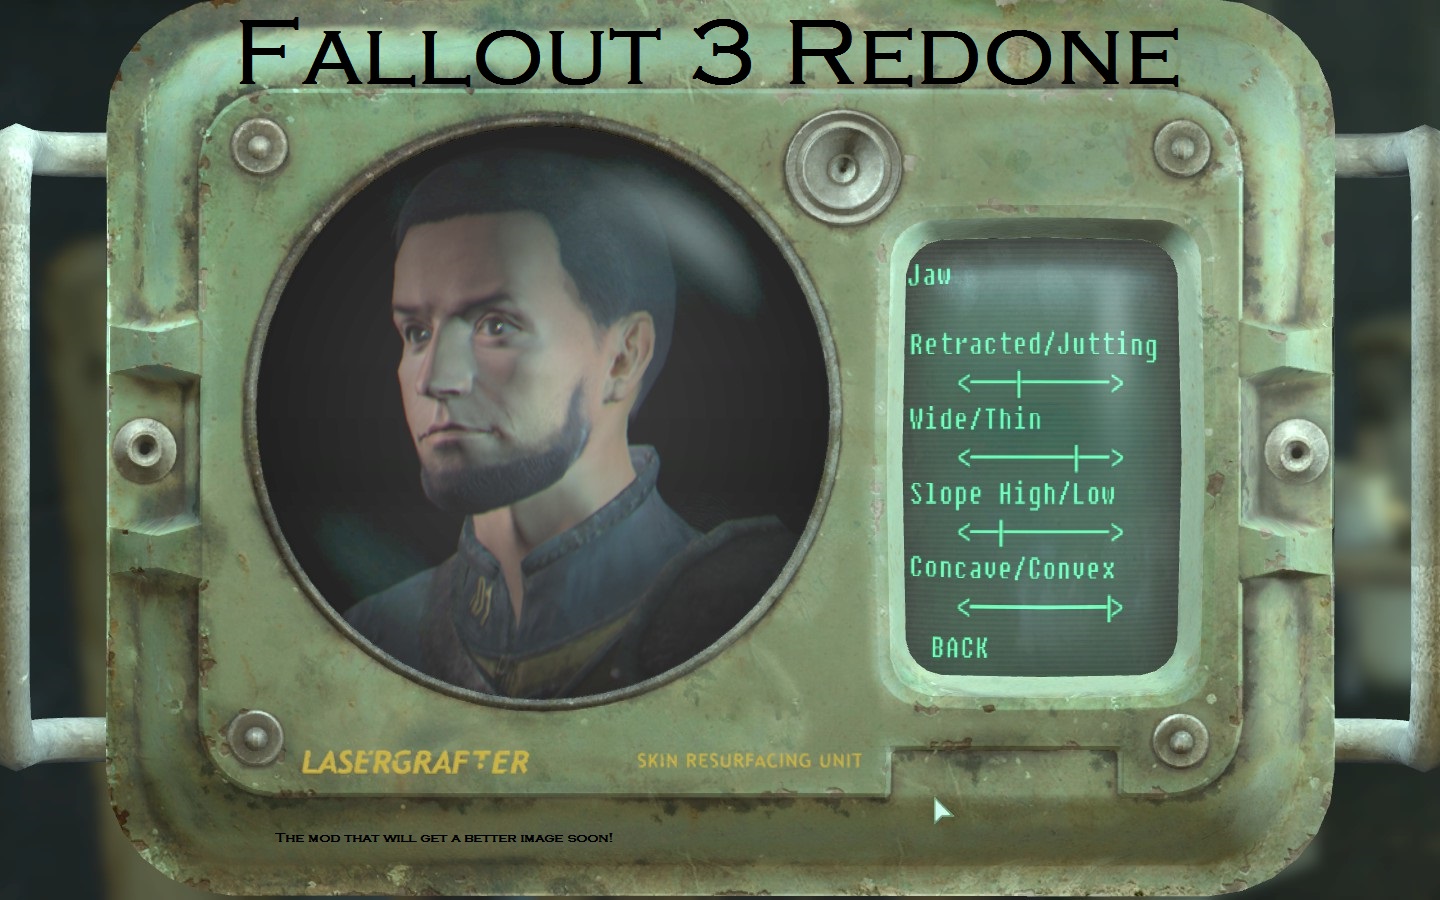 Fallout 3 Redone
Jaw
Retracted/Jutting
Wide/Thin
Slope High/Low
Concave/Convex
BACK
LASERGRAFTER
SKIN RESURFACING UNIT
The mod that will get a better image soon!